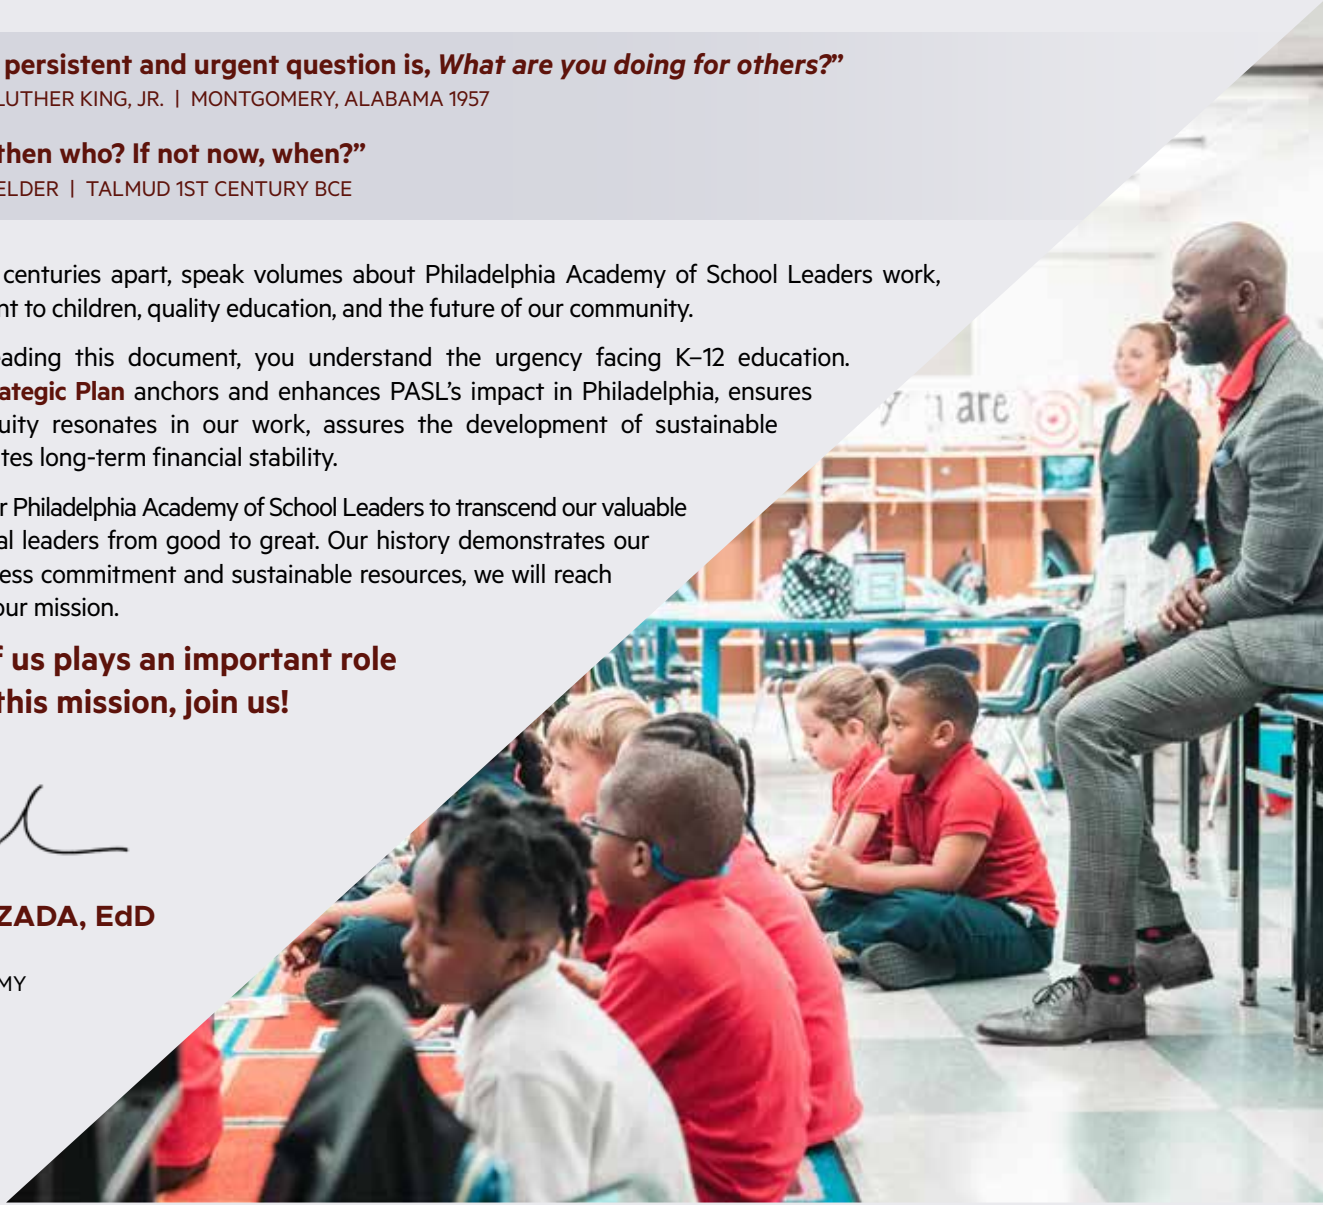 persistent and urgent question is, What are you doing for others?”
LUTHER KING, JR. | MONTGOMERY, ALABAMA 1957
then who? If not now, when?”
ELDER | TALMUD 1ST CENTURY BCE
centuries apart, speak volumes about Philadelphia Academy of School Leaders work,
nt to children, quality education, and the future of our community.
eading this document, you understand the urgency facing K–12 education.
ategic Plan anchors and enhances PASL’s impact in Philadelphia, ensures
uity resonates in our work, assures the development of sustainable
tes long-term financial stability.
r Philadelphia Academy of School Leaders to transcend our valuable
al leaders from good to great. Our history demonstrates our
ess commitment and sustainable resources, we will reach
our mission.
f us plays an important role
this mission, join us!
ZADA, EdD
MY
are